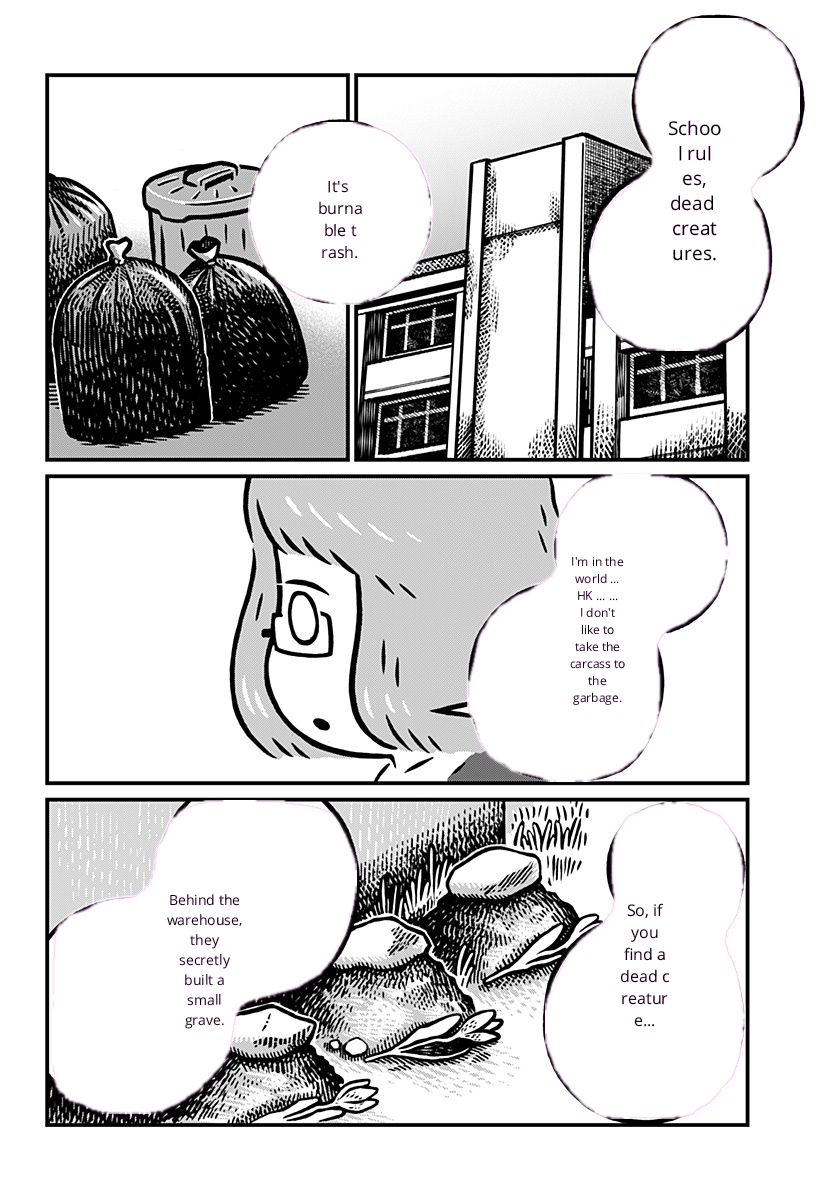 Schoo
l rul
es,
dead
creat
ures.
It's
burna
ble t
rash.
I'm in the
world ...
HK ... ...
I don't
like to
take the
carcass to
the
garbage.
So, if
you
find a
dead c
reatur
e...
Behind the
warehouse,
they
secretly
built a
small
grave.